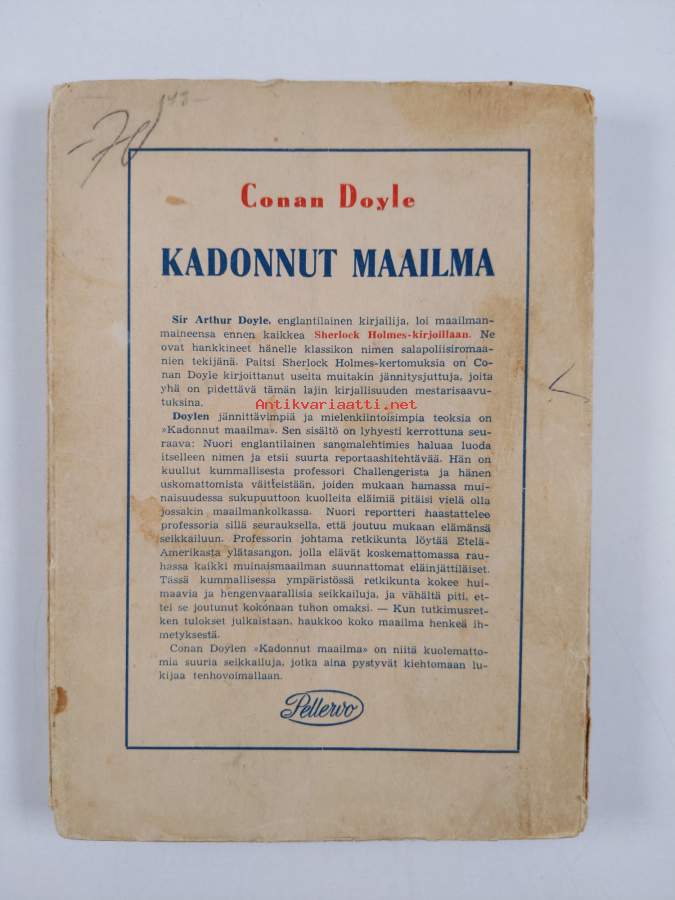 -70
143-
Conan Doyle
KADONNUT MAAILMA
Sir Arthur Doyle, englantilainen kirjailija, loi maailman-
maineensa ennen kaikkea Sherlock Holmes-kirjoillaan. Ne
ovat hankkineet hänelle klassikon nimen salapoliisiromaa-
nien tekijänä. Paitsi Sherlock Holmes-kertomuksia on Co-
nan Doyle kirjoittanut useita muitakin jännitysjuttuja, joita
yhä on pidettävä tämän lajin kirjallisuuden mestarisaavu-
tuksina.
Antikvariaatti.net
Doylen jännittävimpiä ja mielenkiintoisimpia teoksia on
»Kadonnut maailma». Sen sisältö on lyhyesti kerrottuna seu-
raava: Nuori englantilainen sanomalehtimies haluaa luoda
itselleen nimen ja etsii suurta reportaashitehtävää. Hän on
kuullut kummallisesta professori Challengerista ja hänen
uskomattomista väitteistään, joiden mukaan hamassa mui-
naisuudessa sukupuuttoon kuolleita eläimiä pitäisi vielä olla
jossakin maailmankolkassa. Nuori reportteri haastattelee
professoria sillä seurauksella, että joutuu mukaan elämänsä
seikkailuun. Professorin johtama retkikunta löytää Etelä-
Amerikasta ylätasangon, jolla elävät koskemattomassa rau-
hassa kaikki muinaismaailman suunnattomat eläinjättiläiset.
Tässä kummallisessa ympäristössä retkikunta kokee hui-
maavia ja hengenvaarallisia seikkailuja, ja vähältä piti, et-
tei se joutunut kokonaan tuhon omaksi. — Kun tutkimusret-
ken tulokset julkaistaan, haukkoo koko maailma henkeä ih-
metyksestä.
Conan Doylen »Kadonnut maailma» on niitä kuolematto-
mia suuria seikkailuja, jotka aina pystyvät kiehtomaan lu-
kijaa tenhovoimallaan.
Pellervo